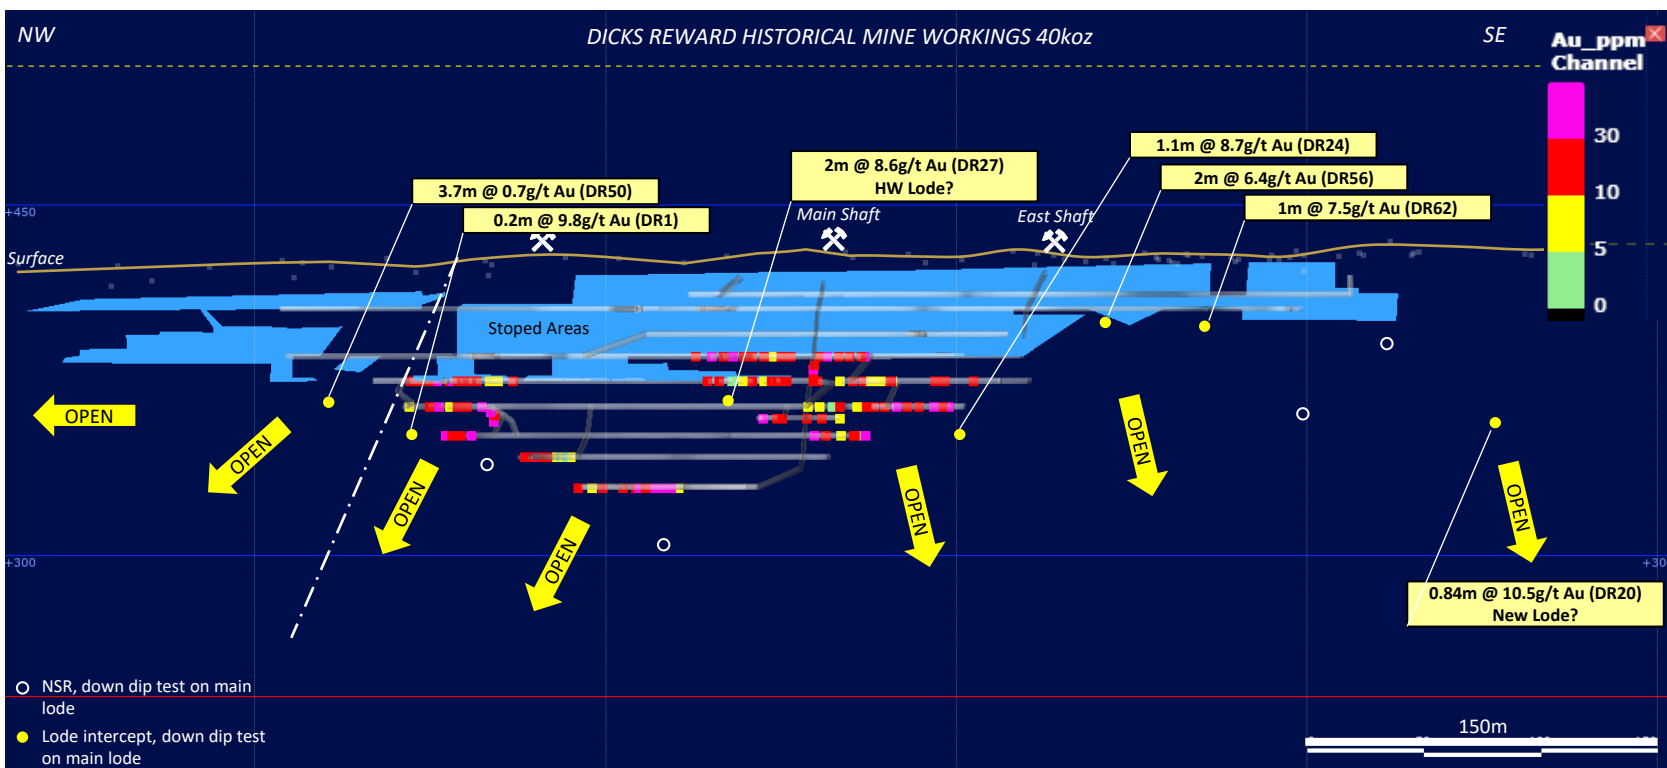 NW
DICKS REWARD HISTORICAL MINE WORKINGS 40koz
SE
Au_ppm
Channel
30
10
5
0
1.1m @ 8.7g/t Au (DR24)
2m @ 8.6g/t Au (DR27)
HW Lode?
2m @ 6.4g/t Au (DR56)
3.7m @ 0.7g/t Au (DR50)
1m @ 7.5g/t Au (DR62)
0.2m @ 9.8g/t Au (DR1)
+450
Main Shaft
East Shaft
Surface
Stoped Areas
OPEN
OPEN
OPEN
OPEN
OPEN
OPEN
OPEN
+300
+30
0.84m @ 10.5g/t Au (DR20)
New Lode?
NSR, down dip test on main
lode
Lode intercept, down dip test
on main lode
150m